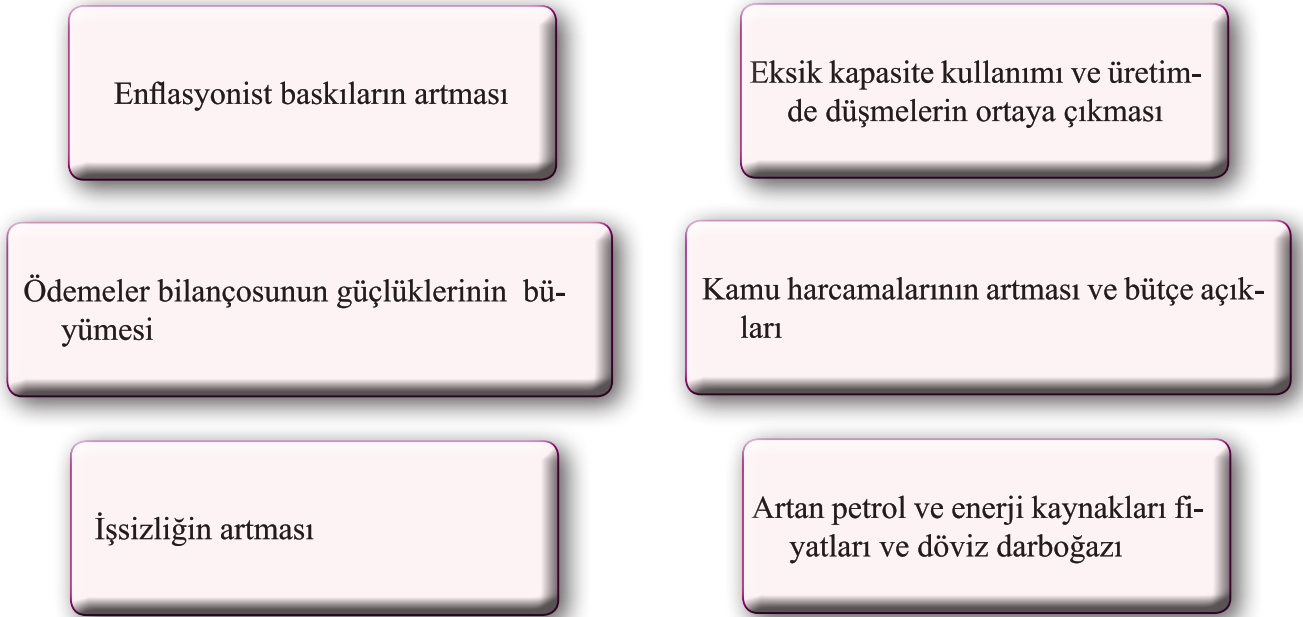 Enflasyonist baskıların artması
Eksik kapasite kullanımı ve üretim-
de düşmelerin ortaya çıkması
Ödemeler bilançosunun güçlüklerinin bü-
yümesi
Kamu harcamalarının artması ve bütçe açık-
ları
İşsizliğin artması
Artan petrol ve enerji kaynakları fi-
yatları ve döviz darboğazı